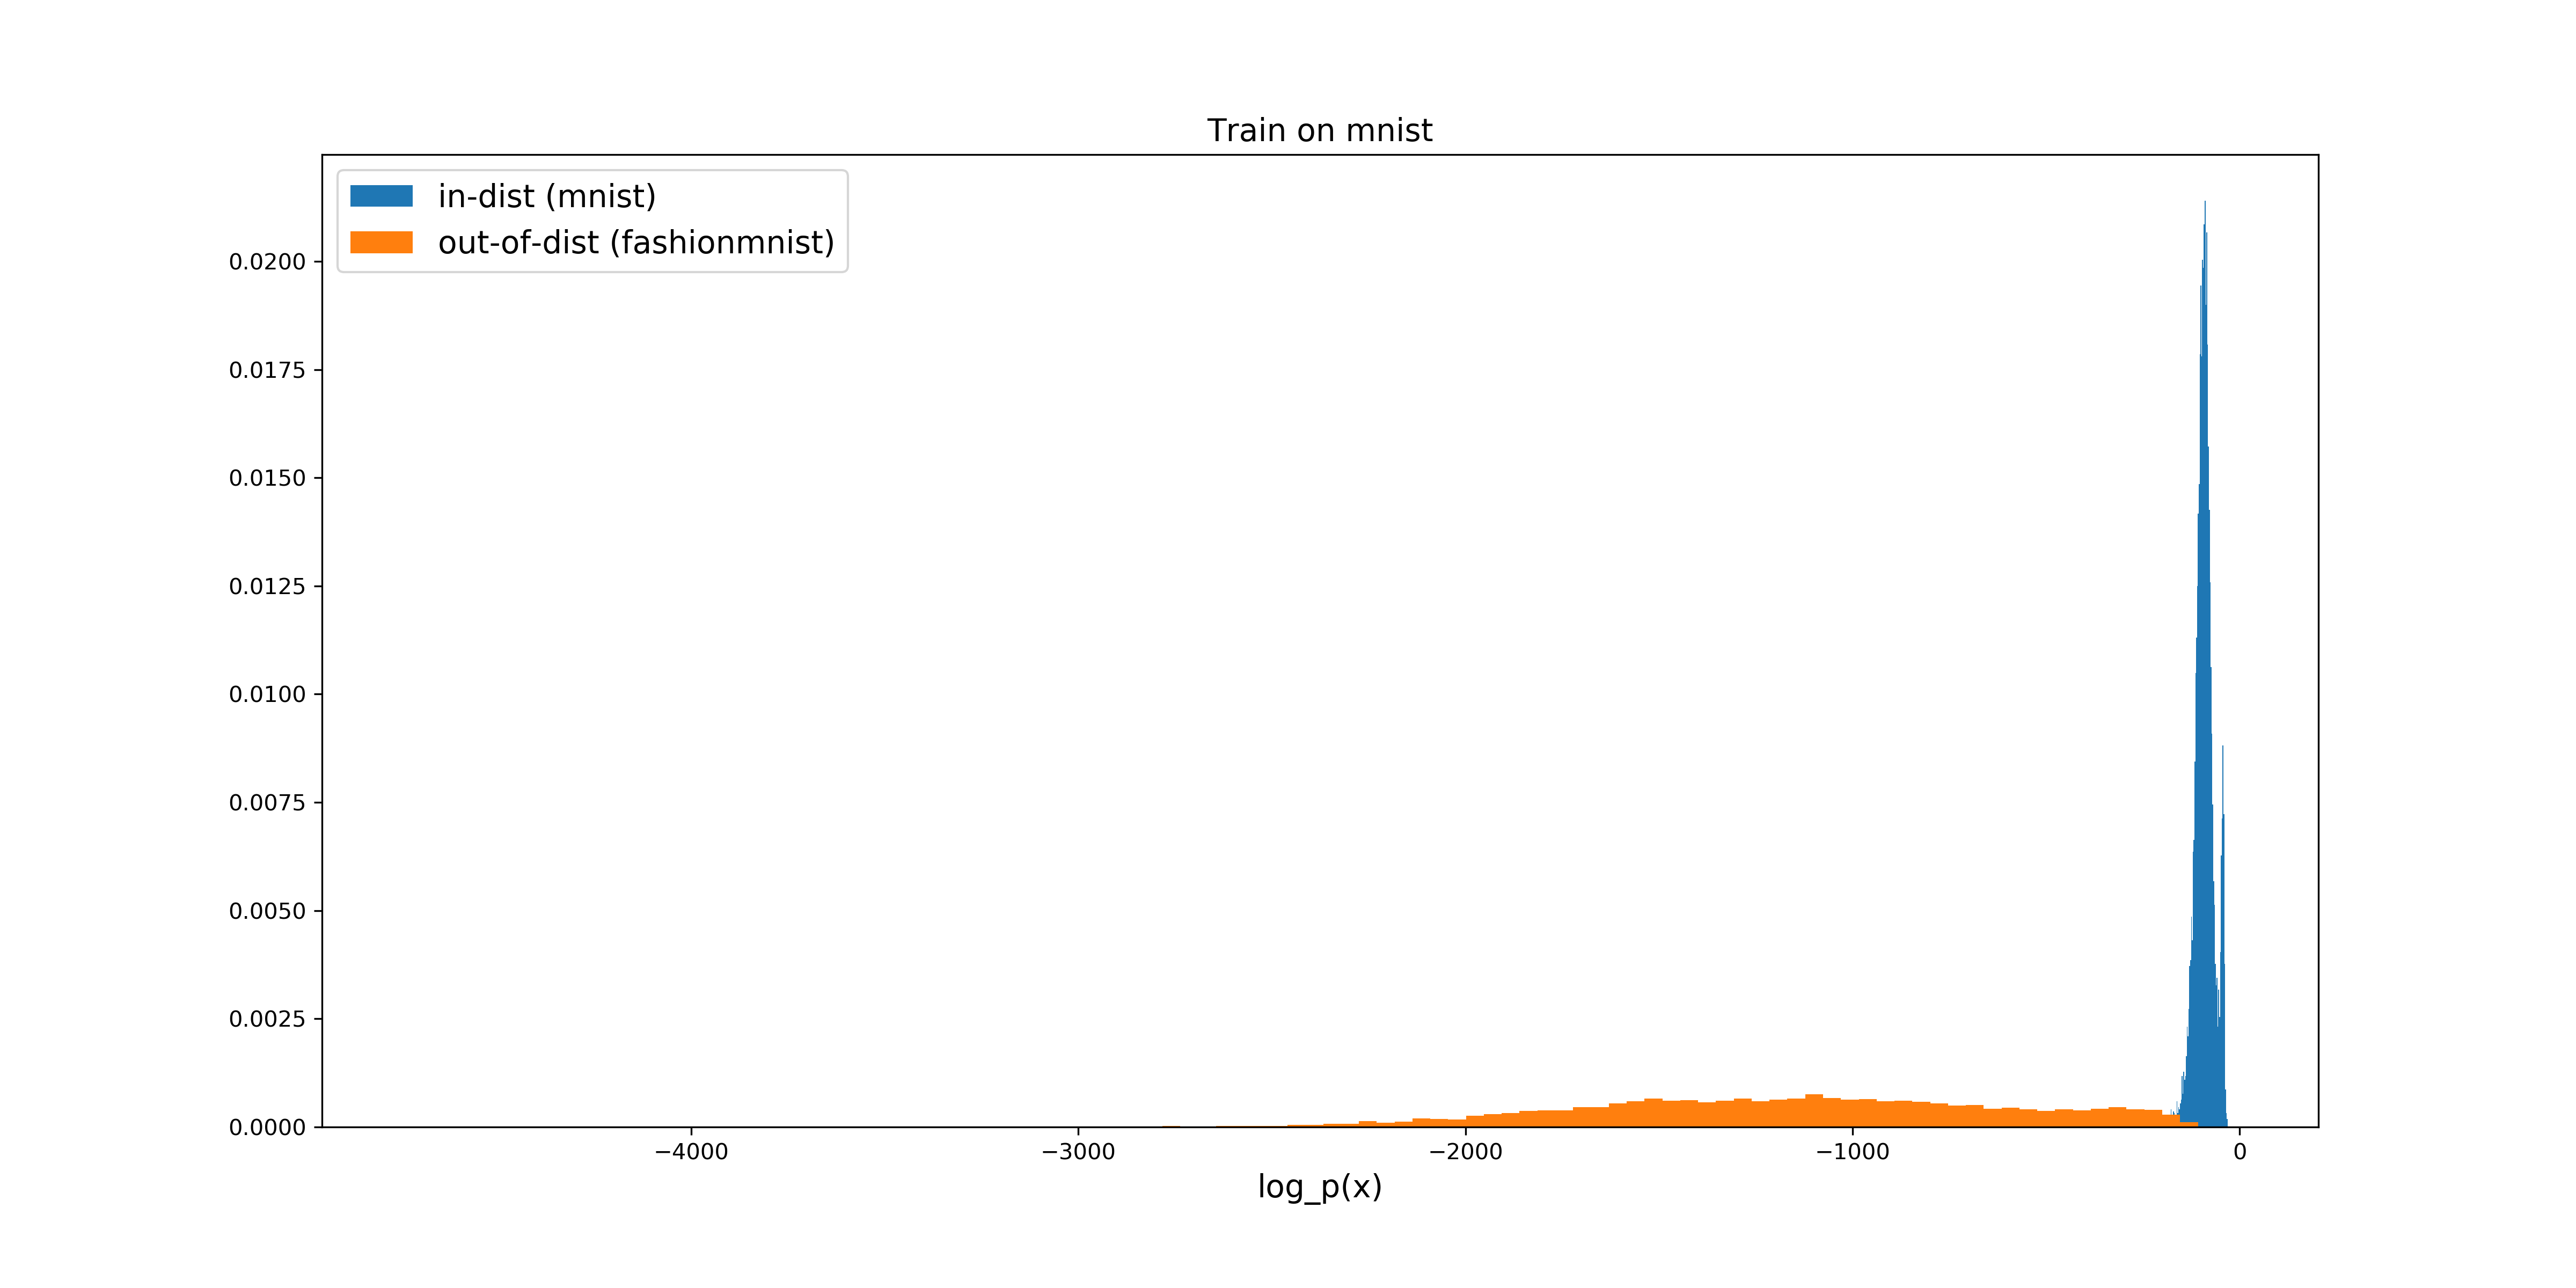 Train on mnist
in-dist (mnist)
out-of-dist (fashionmnist)
0.0200
0.0175
0.0150
0.0125
0.0100
0.0075
0.0050
0.0025
0.0000
−4000 −3000 −2000 −1000 0
log_p(x)